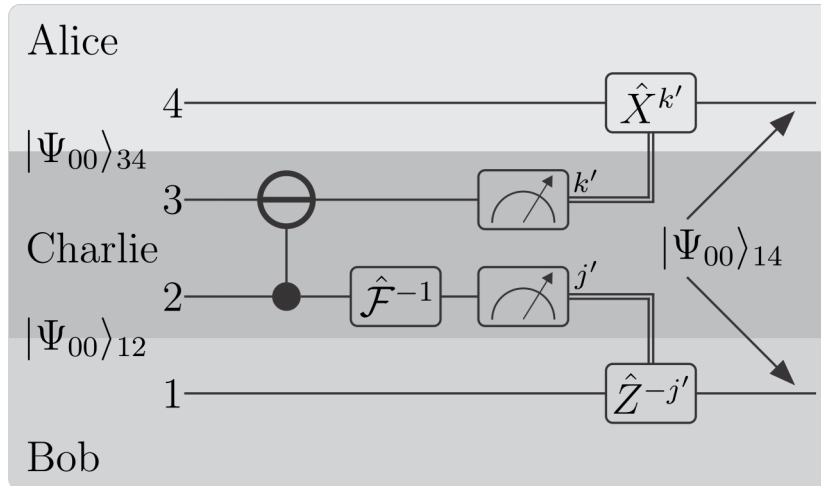 Alice
4
X̂^{k′}
|Ψ₀₀⟩₃₄
3
k′
Charlie
|Ψ₀₀⟩₁₄
2
ℱ̂⁻¹
j′
|Ψ₀₀⟩₁₂
1
Ẑ^{−j′}
Bob